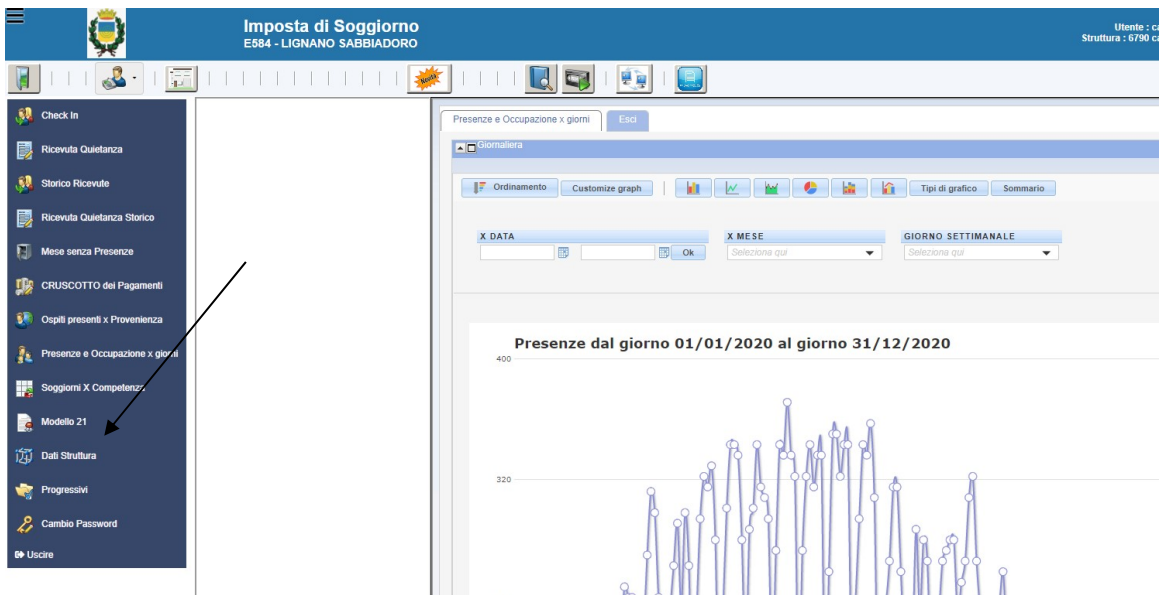 Imposta di Soggiorno
E584 - LIGNANO SABBIADORO
Utente : ca
Struttura : 6790 ca
Novità
Check In
Ricevuta Quietanza
Storico Ricevute
Ricevuta Quietanza Storico
Mese senza Presenze
CRUSCOTTO dei Pagamenti
Ospiti presenti x Provenienza
Presenze e Occupazione x giorni
Soggiorni X Competenza
Modello 21
Dati Struttura
Progressivi
Cambio Password
Uscire
Presenze e Occupazione x giorni
Esci
Giornaliera
Ordinamento
Customize graph
Tipi di grafico
Sommario
X DATA
X MESE
GIORNO SETTIMANALE
Ok
Seleziona qui
Seleziona qui
Presenze dal giorno 01/01/2020 al giorno 31/12/2020
400
320